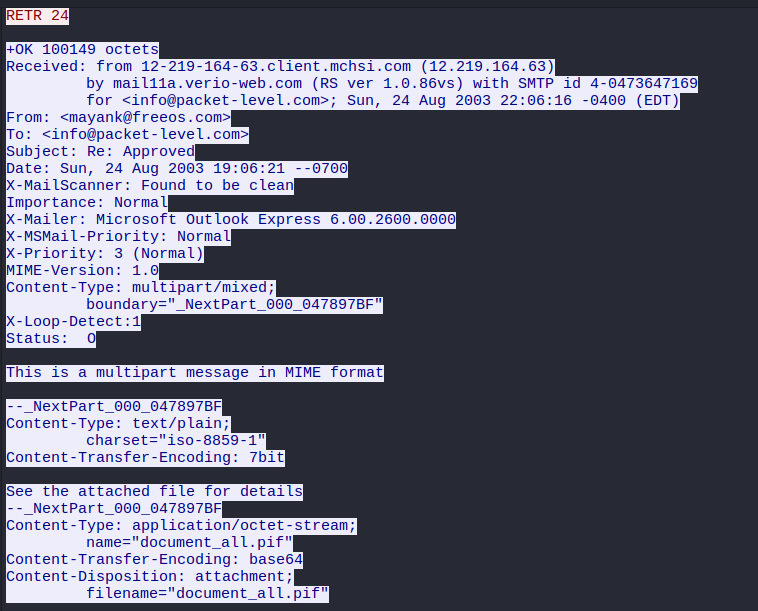 RETR 24
+OK 100149 octets
Received: from 12-219-164-63.client.mchsi.com (12.219.164.63)
by mail11a.verio-web.com (RS ver 1.0.86vs) with SMTP id 4-0473647169
for <info@packet-level.com>; Sun, 24 Aug 2003 22:06:16 -0400 (EDT)
From: <mayank@freeos.com>
To: <info@packet-level.com>
Subject: Re: Approved
Date: Sun, 24 Aug 2003 19:06:21 --0700
X-MailScanner: Found to be clean
Importance: Normal
X-Mailer: Microsoft Outlook Express 6.00.2600.0000
X-MSMail-Priority: Normal
X-Priority: 3 (Normal)
MIME-Version: 1.0
Content-Type: multipart/mixed;
boundary="_NextPart_000_047897BF"
X-Loop-Detect:1
Status:  O
This is a multipart message in MIME format
--_NextPart_000_047897BF
Content-Type: text/plain;
charset="iso-8859-1"
Content-Transfer-Encoding: 7bit
See the attached file for details
--_NextPart_000_047897BF
Content-Type: application/octet-stream;
name="document_all.pif"
Content-Transfer-Encoding: base64
Content-Disposition: attachment;
filename="document_all.pif"